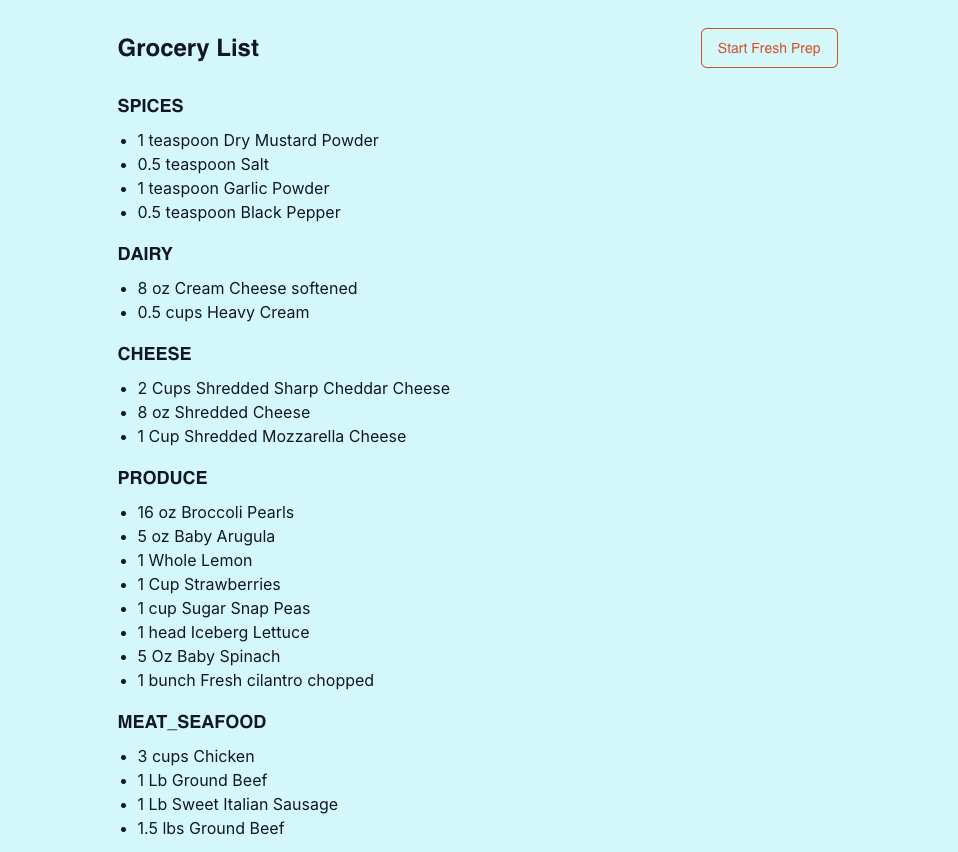 Grocery List
Start Fresh Prep
SPICES
1 teaspoon Dry Mustard Powder
0.5 teaspoon Salt
1 teaspoon Garlic Powder
0.5 teaspoon Black Pepper
DAIRY
8 oz Cream Cheese softened
0.5 cups Heavy Cream
CHEESE
2 Cups Shredded Sharp Cheddar Cheese
8 oz Shredded Cheese
1 Cup Shredded Mozzarella Cheese
PRODUCE
16 oz Broccoli Pearls
5 oz Baby Arugula
1 Whole Lemon
1 Cup Strawberries
1 cup Sugar Snap Peas
1 head Iceberg Lettuce
5 Oz Baby Spinach
1 bunch Fresh cilantro chopped
MEAT_SEAFOOD
3 cups Chicken
1 Lb Ground Beef
1 Lb Sweet Italian Sausage
1.5 lbs Ground Beef